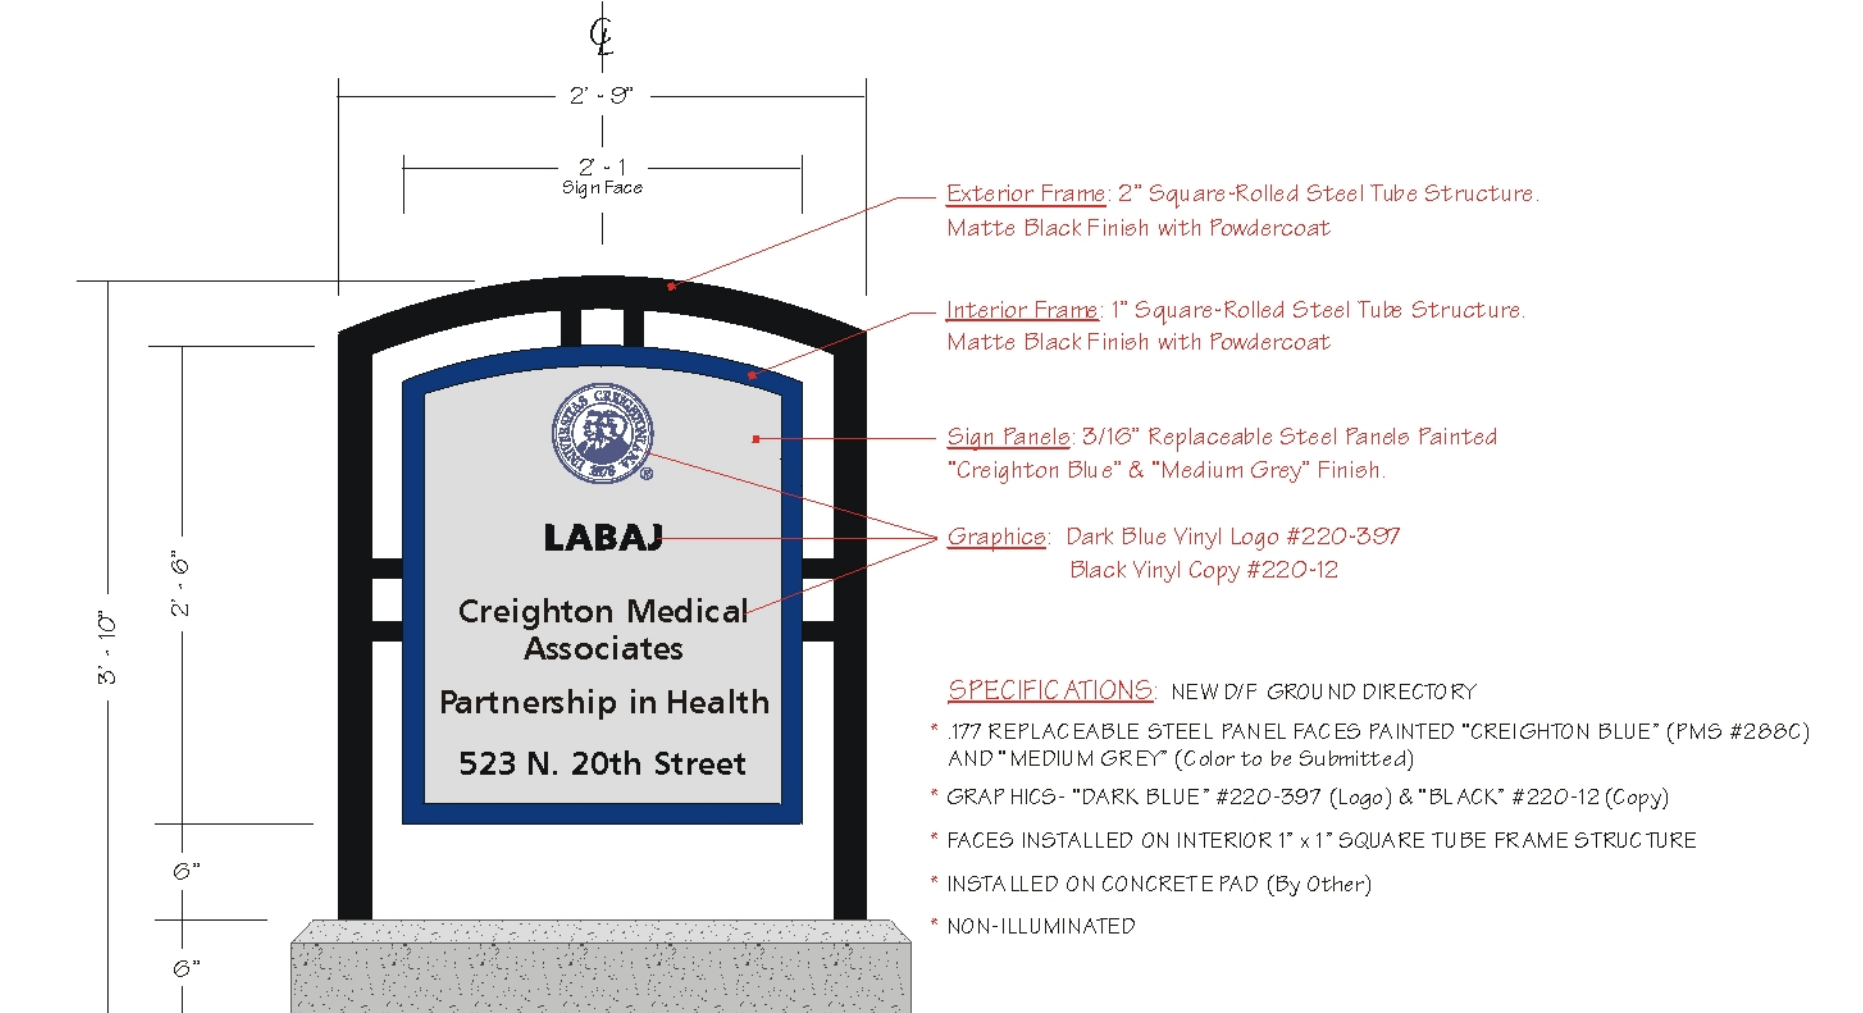 ℄
2' - 9"
2' - 1
Sign Face
Exterior Frame: 2" Square-Rolled Steel Tube Structure.
Matte Black Finish with Powdercoat
Interior Frame: 1" Square-Rolled Steel Tube Structure.
Matte Black Finish with Powdercoat
Sign Panels: 3/16" Replaceable Steel Panels Painted
"Creighton Blue" & "Medium Grey" Finish.
Graphics: Dark Blue Vinyl Logo #220-397
Black Vinyl Copy #220-12
UNIVERSITAS CREIGHTONIANA
1878
®
LABAJ
Creighton Medical
Associates
Partnership in Health
523 N. 20th Street
3' - 10"
2' - 6"
6"
6"
SPECIFICATIONS: NEW D/F GROUND DIRECTORY
* .177 REPLACEABLE STEEL PANEL FACES PAINTED "CREIGHTON BLUE" (PMS #288C)
AND "MEDIUM GREY" (Color to be Submitted)
* GRAPHICS- "DARK BLUE" #220-397 (Logo) & "BLACK" #220-12 (Copy)
* FACES INSTALLED ON INTERIOR 1" x 1" SQUARE TUBE FRAME STRUCTURE
* INSTALLED ON CONCRETE PAD (By Other)
* NON-ILLUMINATED